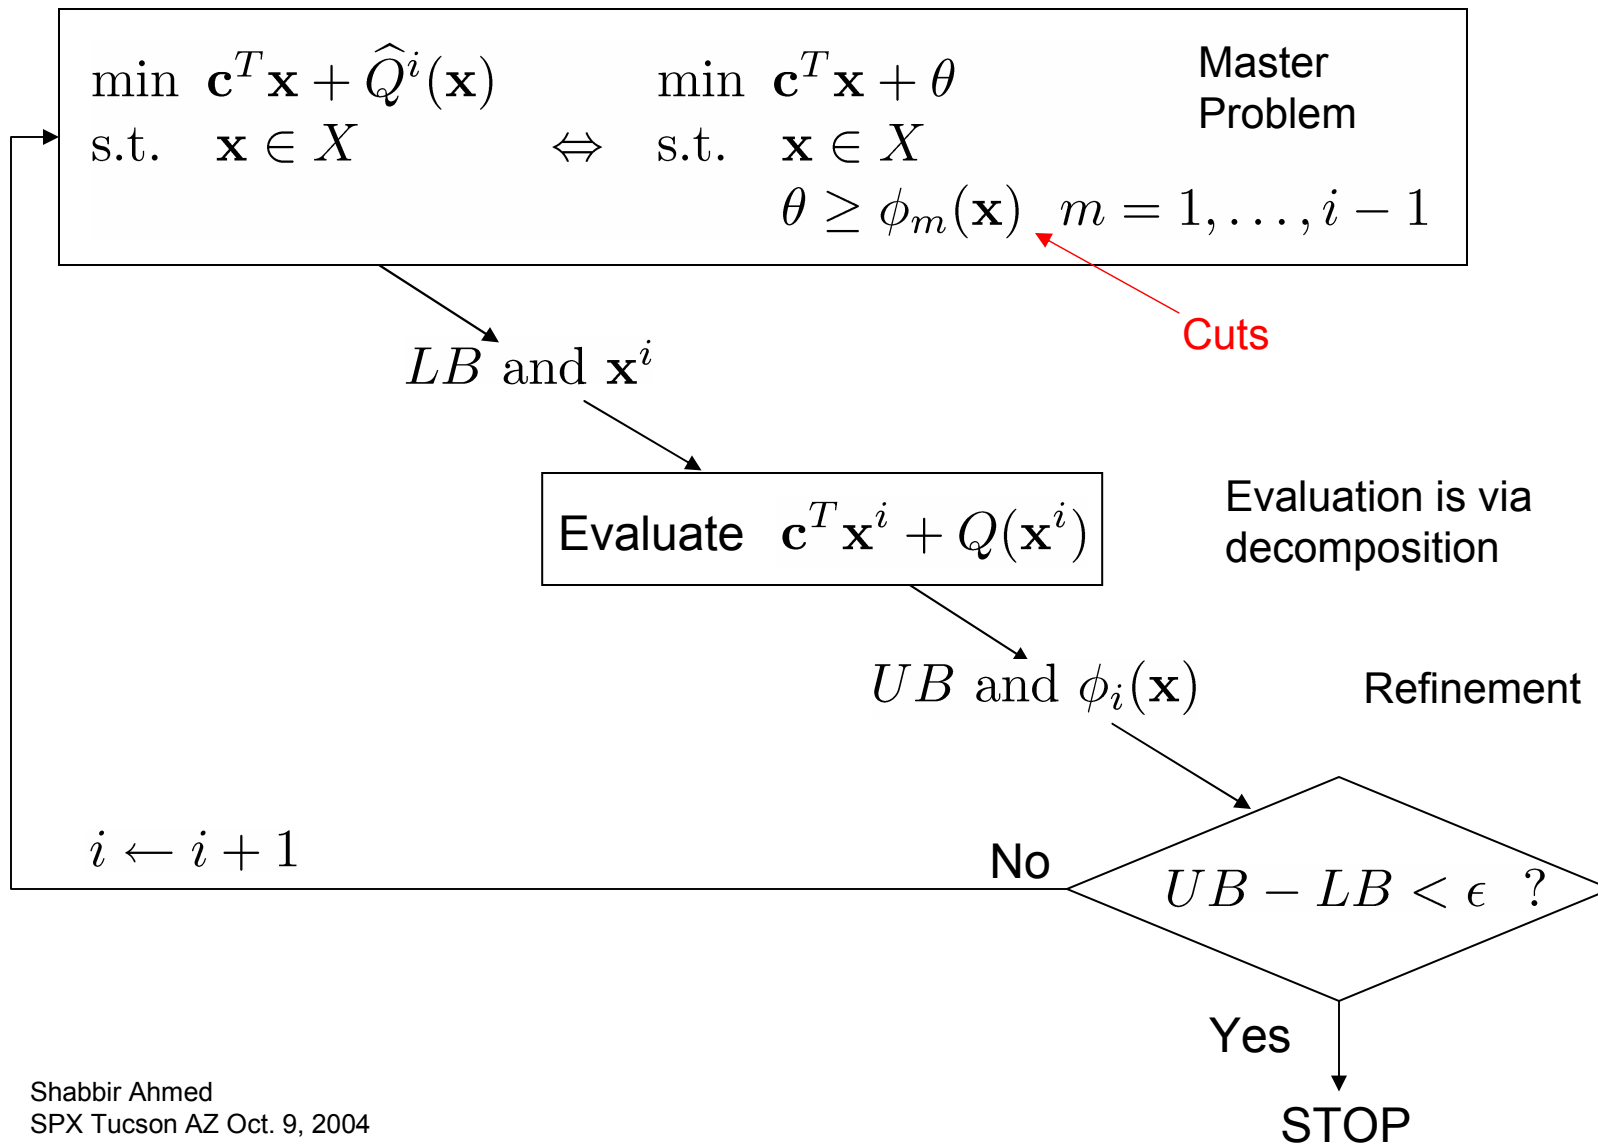 min c^T x + Q̂^i(x)
s.t. x ∈ X
⇔
min c^T x + θ
s.t. x ∈ X
θ ≥ φ_m(x) m = 1, . . . , i − 1
Master
Problem
Cuts
LB and x^i
Evaluate c^T x^i + Q(x^i)
Evaluation is via
decomposition
UB and φ_i(x)
Refinement
i ← i + 1
No
UB − LB < ϵ ?
Yes
STOP
Shabbir Ahmed
SPX Tucson AZ Oct. 9, 2004